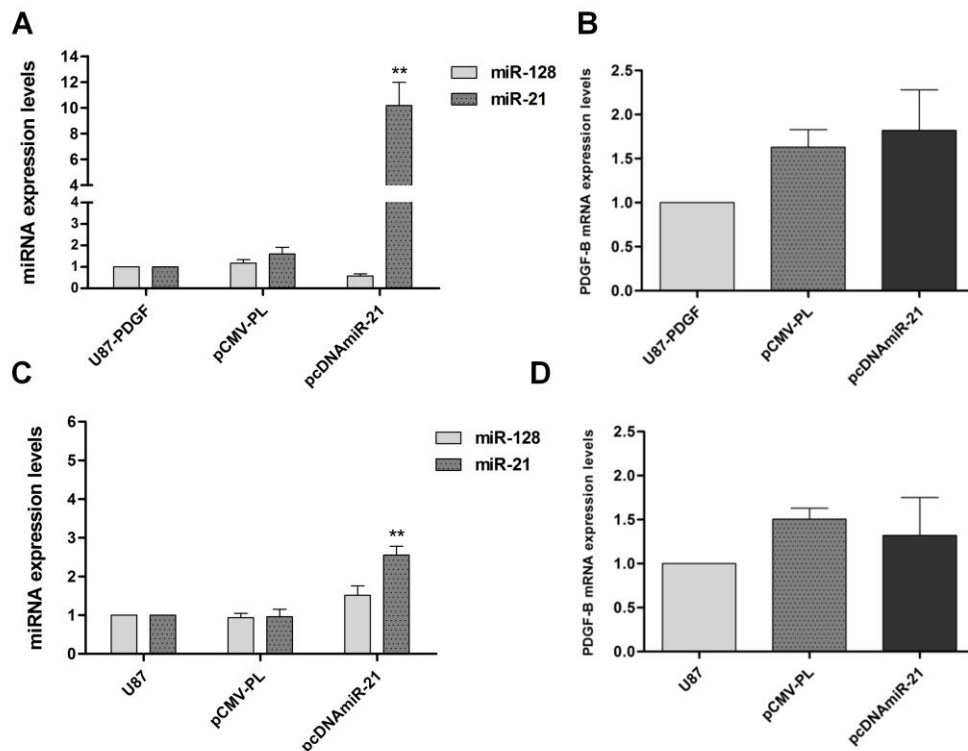 A
miRNA expression levels
14
12
10
8
6
4
4
3
2
1
0
**
miR-128
miR-21
U87-PDGF
pCMV-PL
pcDNAmiR-21
B
PDGF-B mRNA expression levels
2.5
2.0
1.5
1.0
0.5
0.0
U87-PDGF
pCMV-PL
pcDNAmiR-21
C
miRNA expression levels
6
5
4
3
2
1
0
**
miR-128
miR-21
U87
pCMV-PL
pcDNAmiR-21
D
PDGF-B mRNA expression levels
2.5
2.0
1.5
1.0
0.5
0.0
U87
pCMV-PL
pcDNAmiR-21